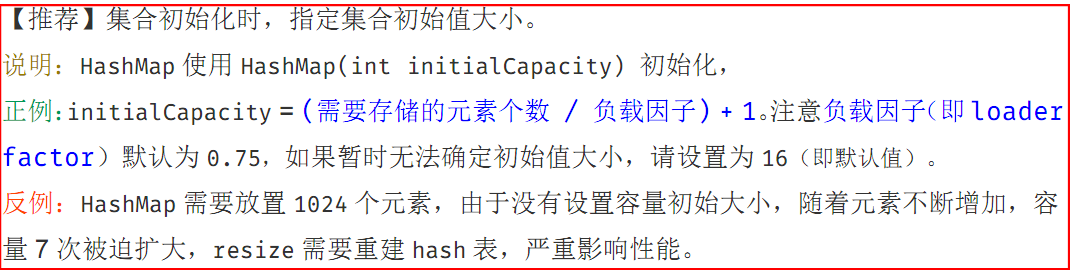 【推荐】集合初始化时，指定集合初始值大小。
说明：HashMap 使用 HashMap(int initialCapacity) 初始化，
正例：initialCapacity = (需要存储的元素个数 / 负载因子) + 1。注意负载因子（即 loader
factor）默认为 0.75，如果暂时无法确定初始值大小，请设置为 16（即默认值）。
反例：HashMap 需要放置 1024 个元素，由于没有设置容量初始大小，随着元素不断增加，容
量 7 次被迫扩大，resize 需要重建 hash 表，严重影响性能。